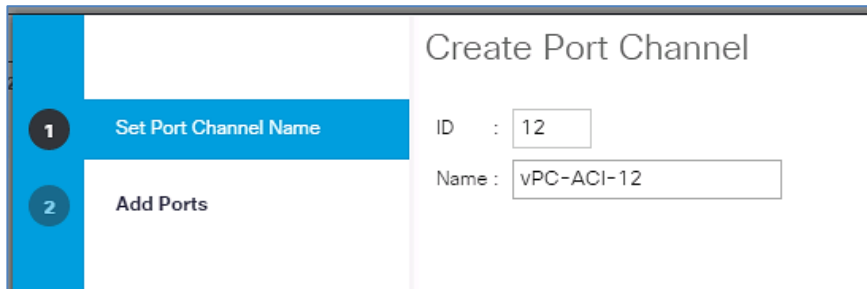 Create Port Channel
1 Set Port Channel Name
ID : 12
Name : vPC-ACI-12
2 Add Ports